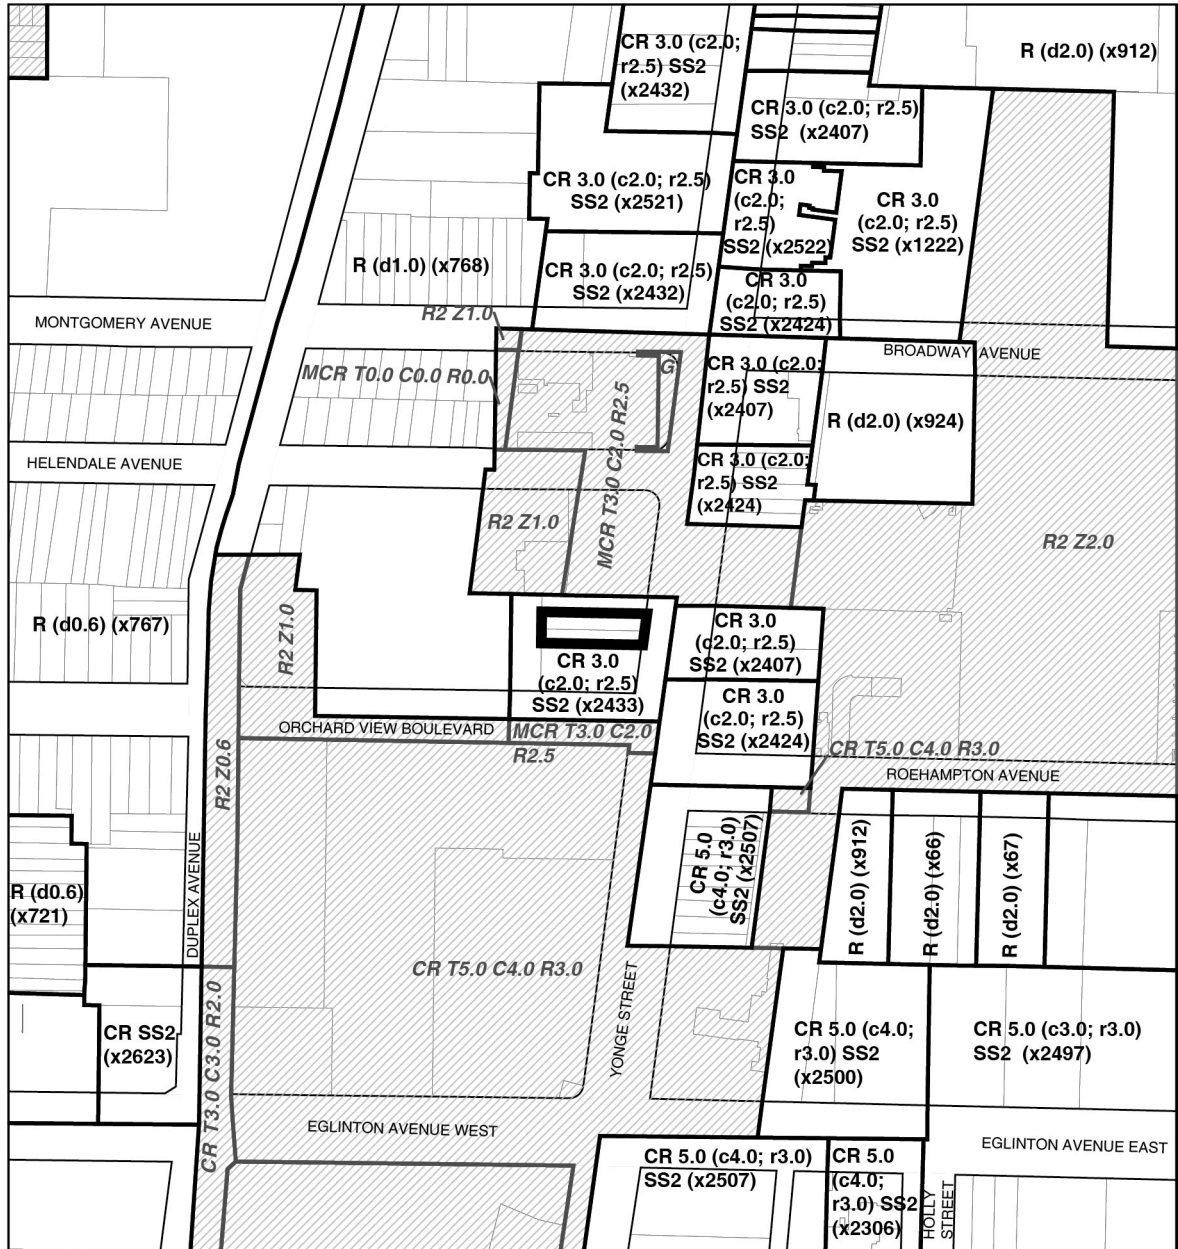 CR 3.0 (c2.0;
r2.5) SS2
(x2432)
R (d2.0) (x912)
CR 3.0 (c2.0; r2.5)
SS2 (x2407)
CR 3.0 (c2.0; r2.5)
SS2 (x2521)
CR 3.0
(c2.0;
r2.5)
SS2 (x2522)
CR 3.0
(c2.0; r2.5)
SS2 (x1222)
R (d1.0) (x768)
CR 3.0 (c2.0; r2.5)
SS2 (x2432)
CR 3.0
(c2.0; r2.5)
SS2 (x2424)
R2 Z1.0
MONTGOMERY AVENUE
BROADWAY AVENUE
MCR T0.0 C0.0 R0.0
G
CR 3.0 (c2.0;
r2.5) SS2
(x2407)
MCR T3.0 C2.0 R2.5
R (d2.0) (x924)
HELENDALE AVENUE
CR 3.0 (c2.0;
r2.5) SS2
(x2424)
R2 Z1.0
R2 Z2.0
R (d0.6) (x767)
R2 Z1.0
CR 3.0
(c2.0; r2.5)
SS2 (x2433)
CR 3.0
(c2.0; r2.5)
SS2 (x2407)
CR 3.0
(c2.0; r2.5)
SS2 (x2424)
ORCHARD VIEW BOULEVARD
MCR T3.0 C2.0
R2.5
CR T5.0 C4.0 R3.0
ROEHAMPTON AVENUE
R2 Z0.6
DUPLEX AVENUE
R (d0.6)
(x721)
CR 5.0
(c4.0; r3.0)
SS2 (x2507)
R (d2.0) (x912)
R (d2.0) (x66)
R (d2.0) (x67)
CR T5.0 C4.0 R3.0
YONGE STREET
CR SS2
(x2623)
CR T3.0 C3.0 R2.0
CR 5.0 (c4.0;
r3.0) SS2
(x2500)
CR 5.0 (c3.0; r3.0)
SS2 (x2497)
EGLINTON AVENUE WEST
EGLINTON AVENUE EAST
CR 5.0 (c4.0; r3.0)
SS2 (x2507)
CR 5.0
(c4.0;
r3.0) SS2
(x2306)
HOLLY
STREET